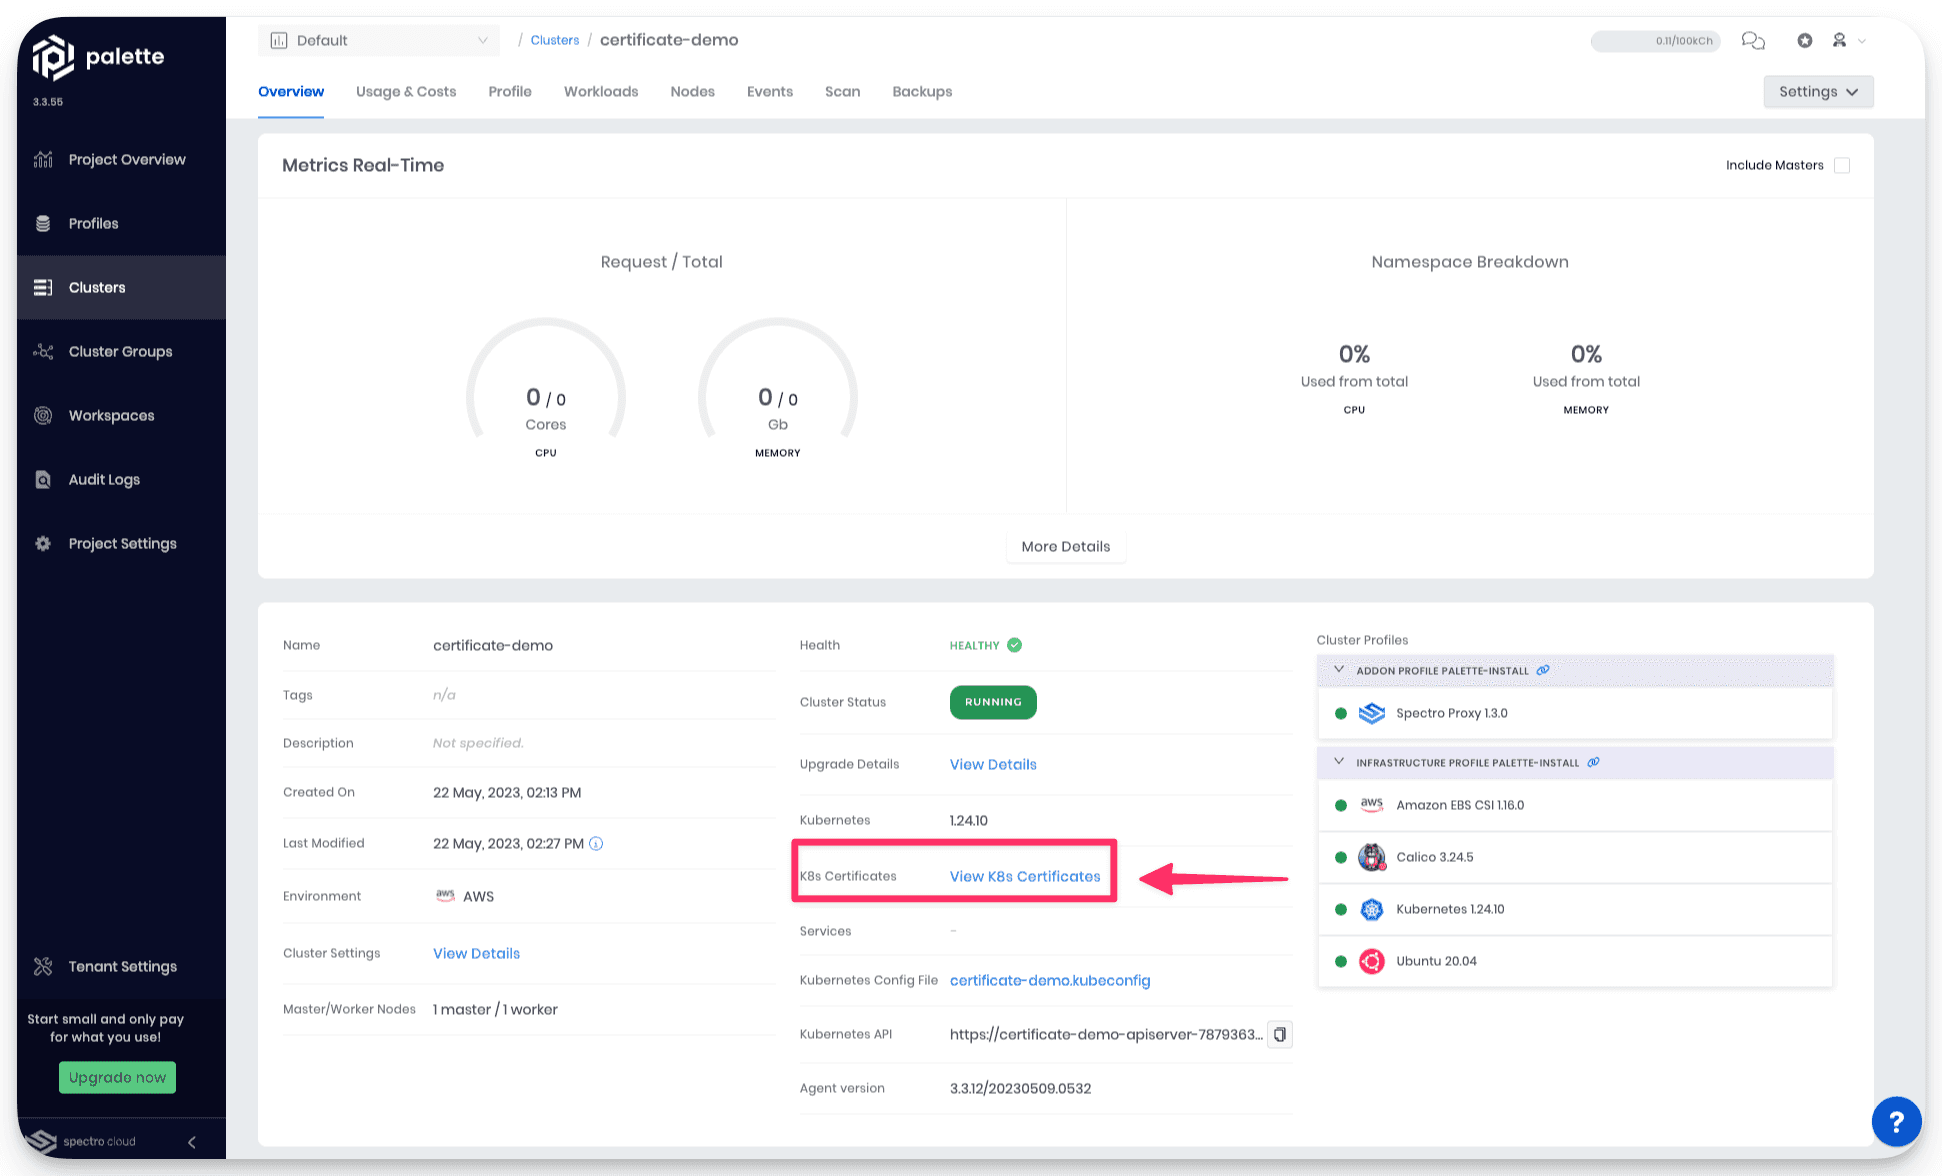 palette
3.3.55
Project Overview
Profiles
Clusters
Cluster Groups
Workspaces
Audit Logs
Project Settings
Tenant Settings
Start small and only pay
for what you use!
Upgrade now
spectro cloud
Default
/ Clusters / certificate-demo
0.11/100kCh
Overview
Usage & Costs
Profile
Workloads
Nodes
Events
Scan
Backups
Settings
Metrics Real-Time
Include Masters
Request / Total
0 / 0
Cores
CPU
0 / 0
Gb
MEMORY
Namespace Breakdown
0%
Used from total
CPU
0%
Used from total
MEMORY
More Details
Name certificate-demo
Tags n/a
Description Not specified.
Created On 22 May, 2023, 02:13 PM
Last Modified 22 May, 2023, 02:27 PM
Environment aws AWS
Cluster Settings View Details
Master/Worker Nodes 1 master / 1 worker
Health HEALTHY
Cluster Status RUNNING
Upgrade Details View Details
Kubernetes 1.24.10
K8s Certificates View K8s Certificates
Services -
Kubernetes Config File certificate-demo.kubeconfig
Kubernetes API https://certificate-demo-apiserver-7879363...
Agent version 3.3.12/20230509.0532
Cluster Profiles
ADDON PROFILE PALETTE-INSTALL
Spectro Proxy 1.3.0
INFRASTRUCTURE PROFILE PALETTE-INSTALL
aws Amazon EBS CSI 1.16.0
Calico 3.24.5
Kubernetes 1.24.10
Ubuntu 20.04
?